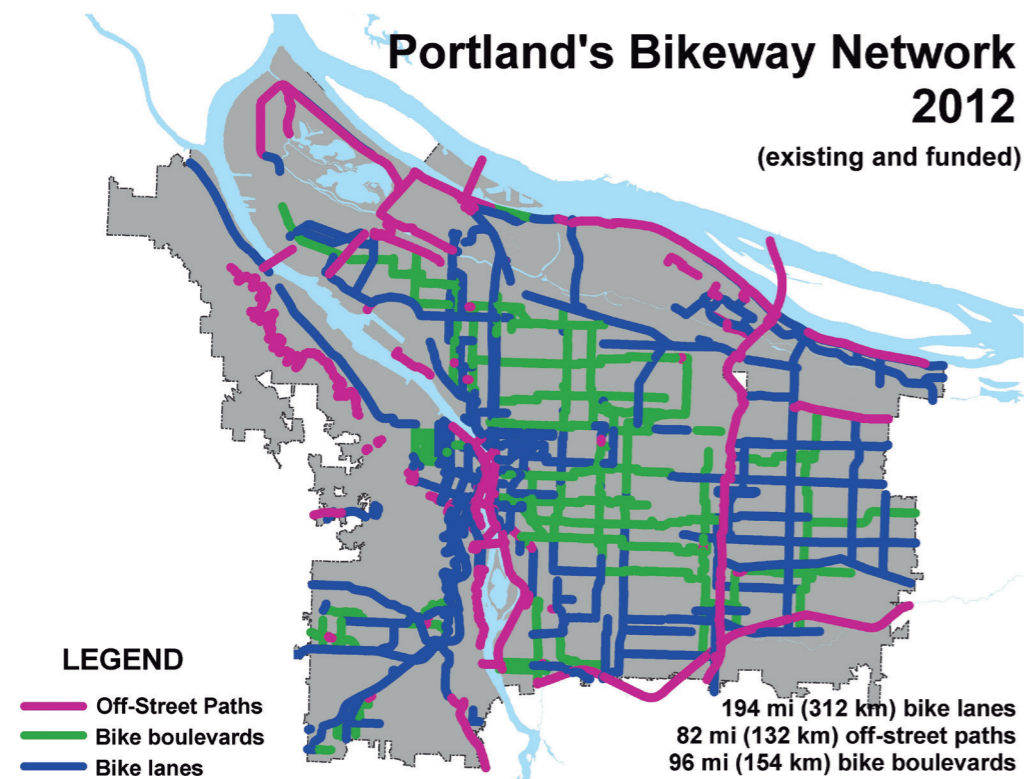 Portland's Bikeway Network
2012
(existing and funded)
LEGEND
Off-Street Paths
Bike boulevards
Bike lanes
194 mi (312 km) bike lanes
82 mi (132 km) off-street paths
96 mi (154 km) bike boulevards